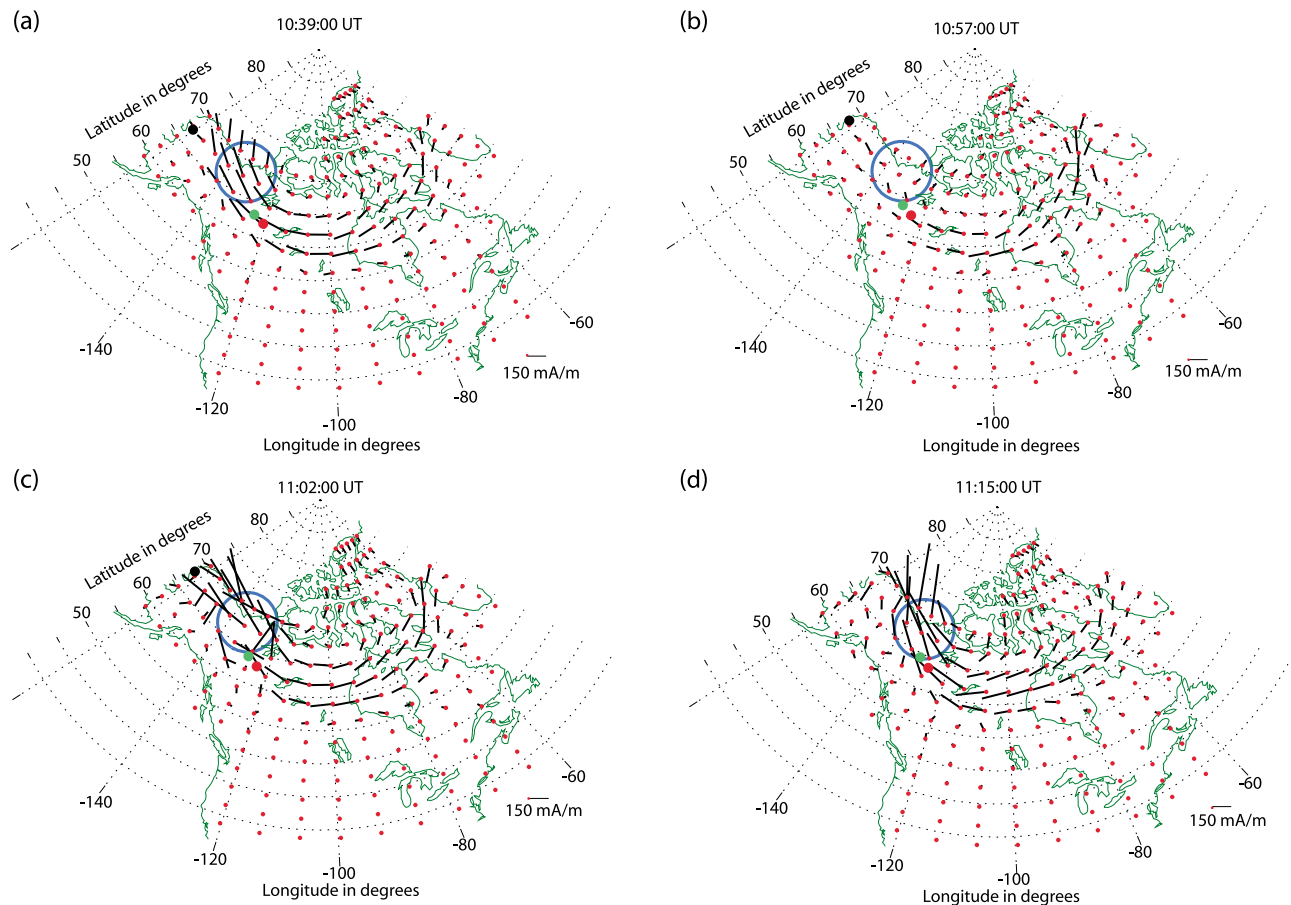 (a)
10:39:00 UT
Latitude in degrees
80
70
60
50
-140
-120
-100
-80
-60
150 mA/m
Longitude in degrees
(b)
10:57:00 UT
80
70
60
50
-140
-120
-100
-80
-60
150 mA/m
Longitude in degrees
(c)
11:02:00 UT
Latitude in degrees
80
70
60
50
-140
-120
-100
-80
-60
150 mA/m
Longitude in degrees
(d)
11:15:00 UT
80
70
60
50
-140
-120
-100
-80
-60
150 mA/m
Longitude in degrees